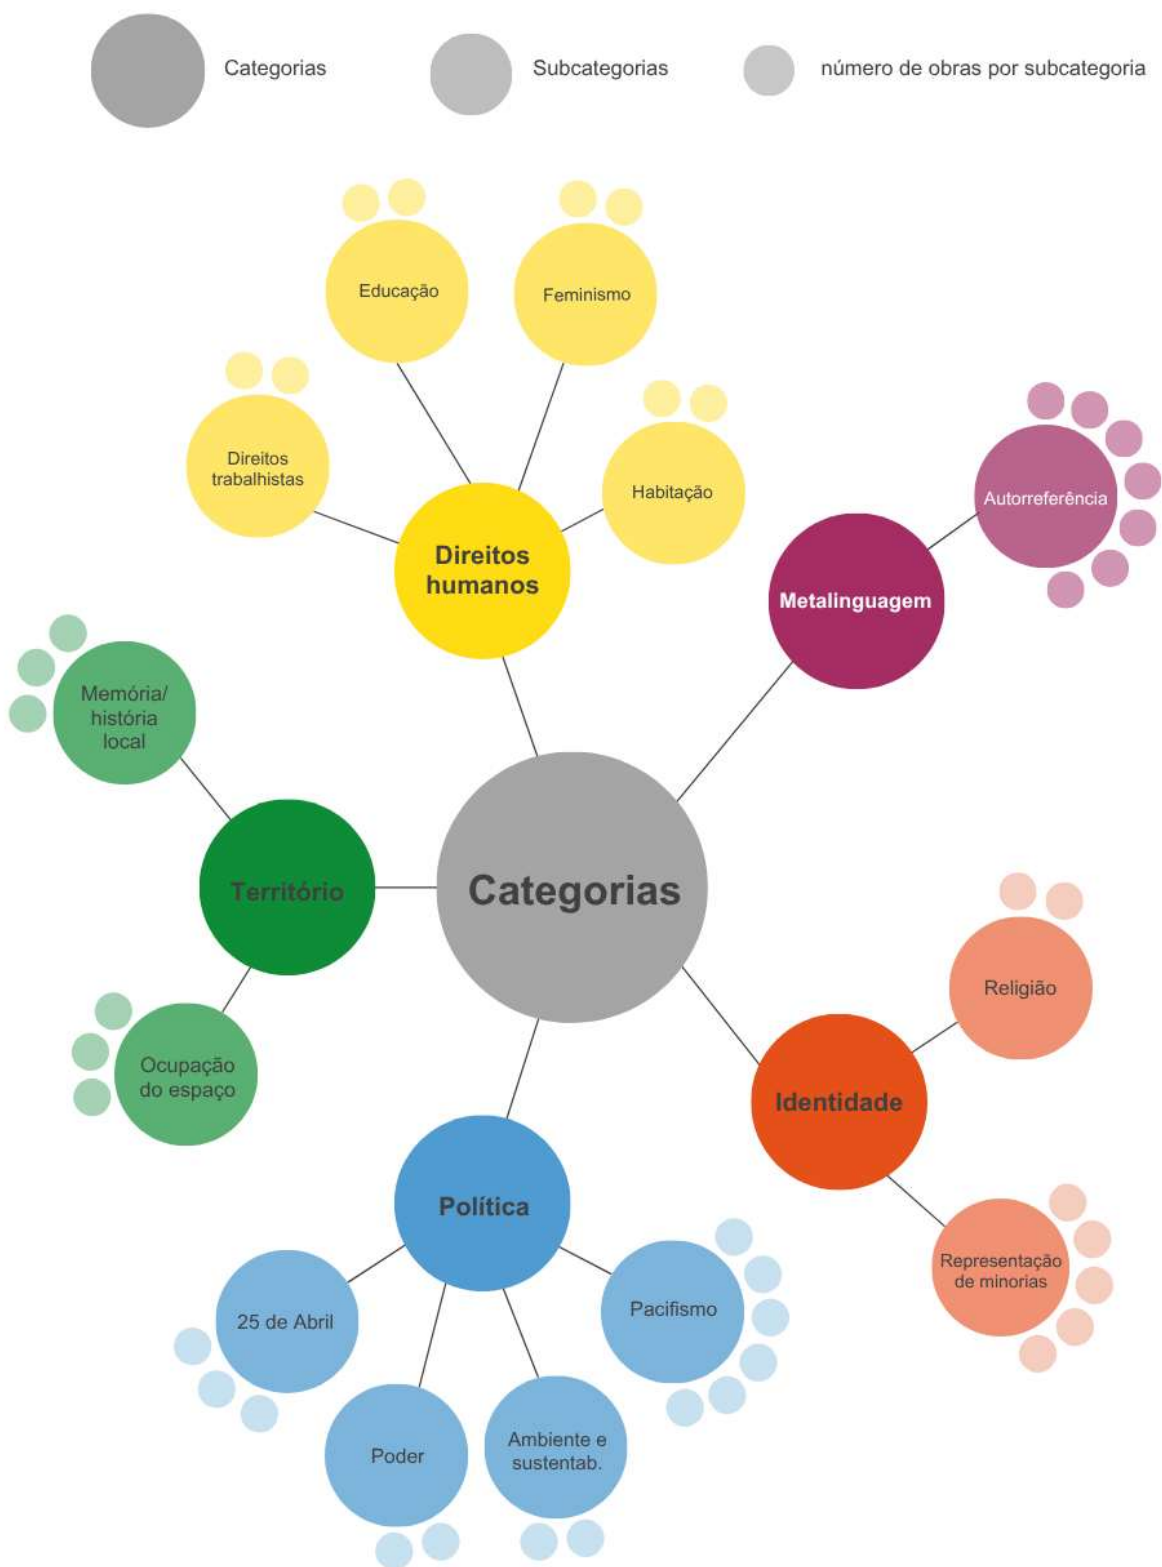 Categorias
Subcategorias
número de obras por subcategoria
Educação
Feminismo
Direitos
trabalhistas
Habitação
Autorreferência
Direitos
humanos
Metalinguagem
Memória/
história
local
Território
Categorias
Religião
Ocupação
do espaço
Identidade
Política
Representação
de minorias
25 de Abril
Pacifismo
Poder
Ambiente e
sustentab.